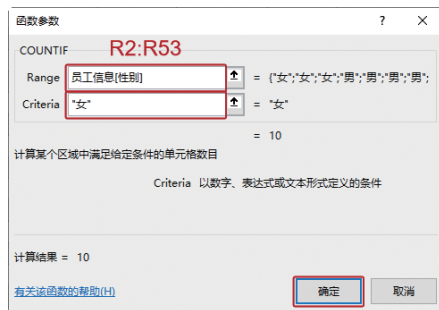 函数参数 ? ×
COUNTIF R2:R53
Range 员工信息[性别] = {"女";"女";"女";"男";"男";"男";"男";
Criteria "女" = "女"
= 10
计算某个区域中满足给定条件的单元格数目
Criteria 以数字、表达式或文本形式定义的条件
计算结果 = 10
有关该函数的帮助(H) 确定 取消